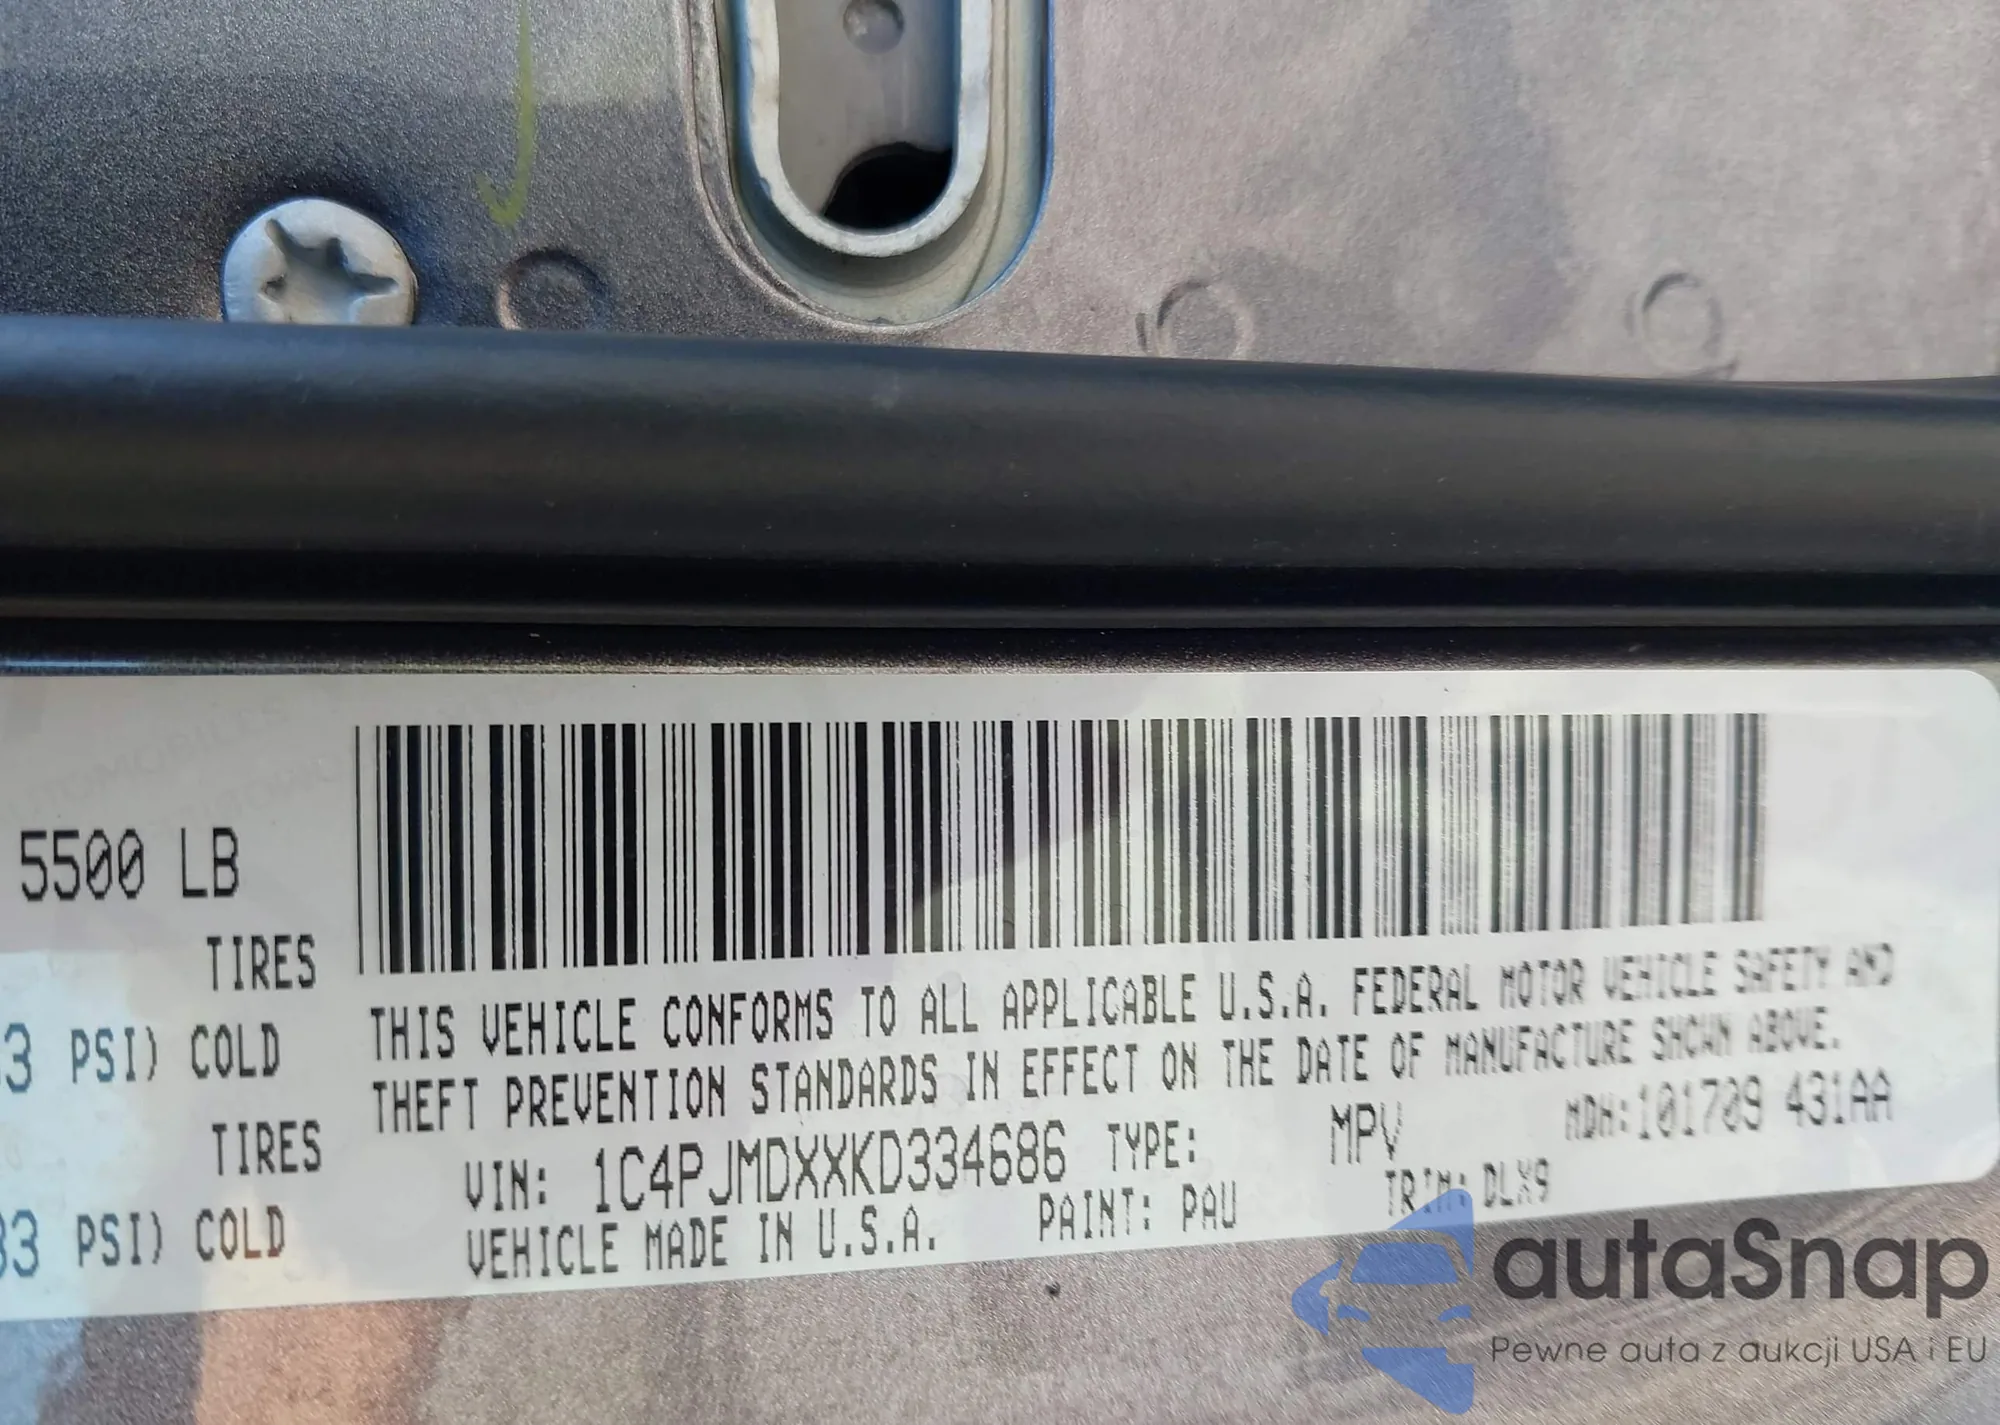 5500 LB
TIRES
33 PSI) COLD
TIRES
33 PSI) COLD
THIS VEHICLE CONFORMS TO ALL APPLICABLE U.S.A. FEDERAL MOTOR VEHICLE SAFETY AND
THEFT PREVENTION STANDARDS IN EFFECT ON THE DATE OF MANUFACTURE SHOWN ABOVE.
VIN: 1C4PJMDXXKD334686 TYPE: MPV MDH:101709 431AA
VEHICLE MADE IN U.S.A. PAINT: PAU TRIM: DLX9
autaSnap
Pewne auta z aukcji USA i EU